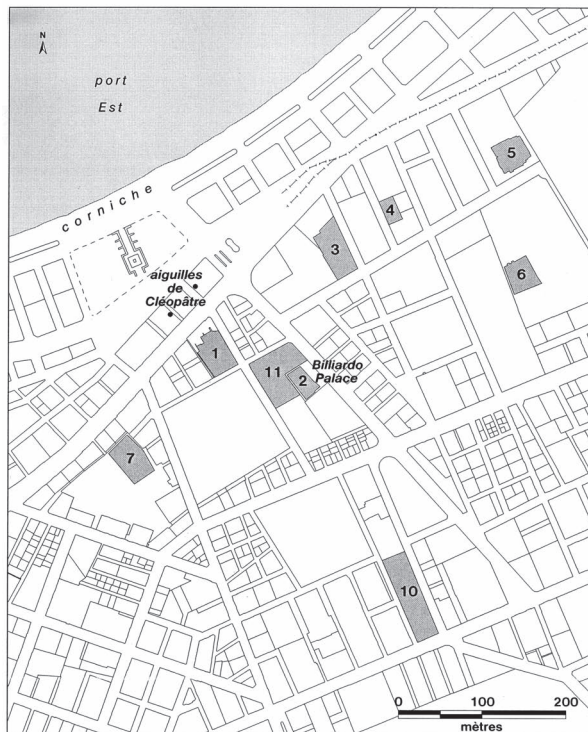 N
port
Est
corniche
aiguilles
de
Cléopâtre
5
4
3
6
1
11
2
Billiardo
Palace
7
10
0 100 200
mètres